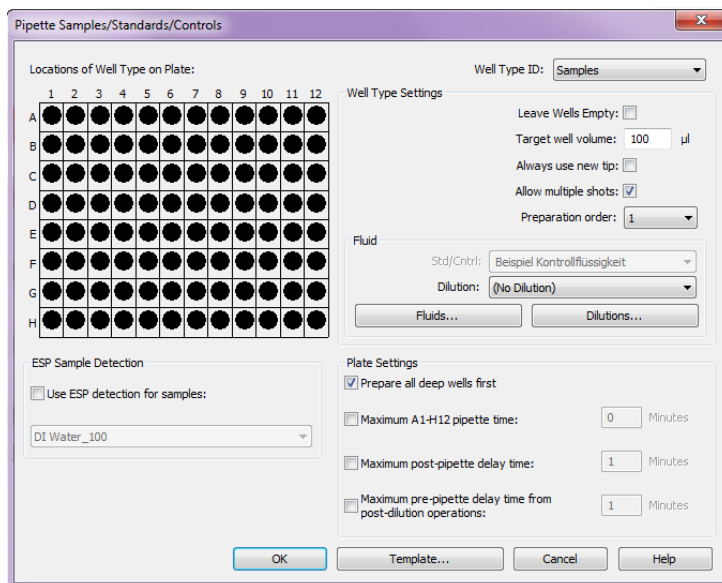 Pipette Samples/Standards/Controls
Locations of Well Type on Plate:
1 2 3 4 5 6 7 8 9 10 11 12
A
B
C
D
E
F
G
H
Well Type ID: Samples
Well Type Settings
Leave Wells Empty:
Target well volume: 100 µl
Always use new tip:
Allow multiple shots:
Preparation order: 1
Fluid
Std/Cntrl: Beispiel Kontrollflüssigkeit
Dilution: (No Dilution)
Fluids... Dilutions...
ESP Sample Detection
Use ESP detection for samples:
DI Water_100
Plate Settings
Prepare all deep wells first
Maximum A1-H12 pipette time: 0 Minutes
Maximum post-pipette delay time: 1 Minutes
Maximum pre-pipette delay time from
post-dilution operations: 1 Minutes
OK Template... Cancel Help